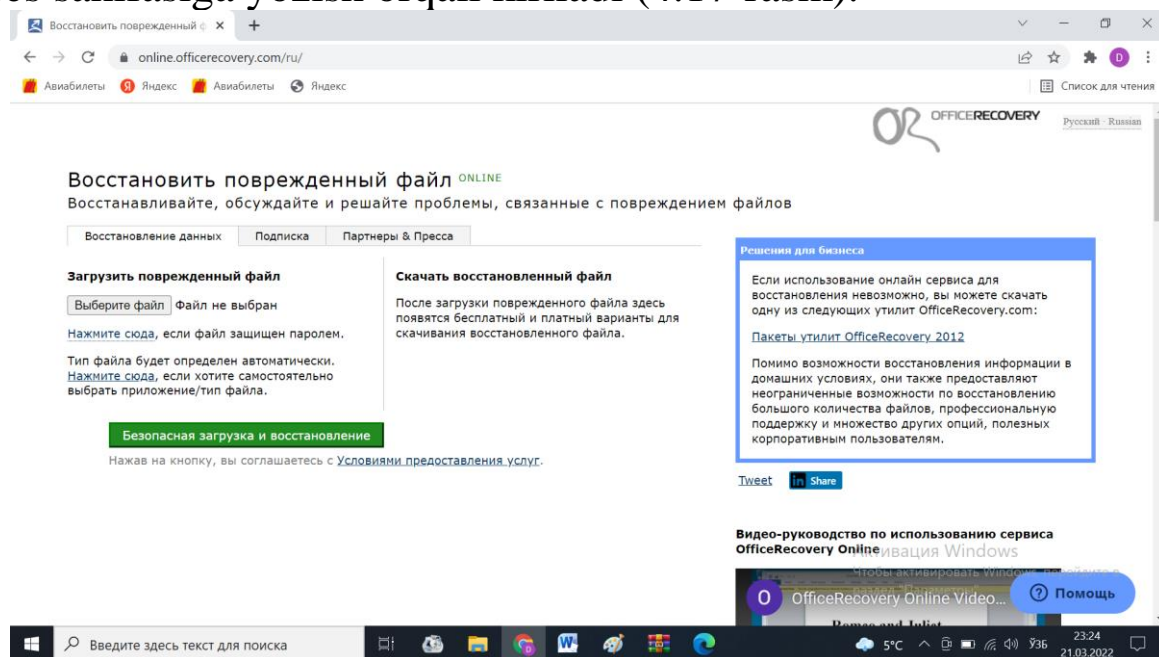 Восстановить поврежденный ф
online.officerecovery.com/ru/
D
Авиабилеты Яндекс Авиабилеты Яндекс
Список для чтения
OFFICERECOVERY
Русский · Russian
Восстановить поврежденный файл ONLINE
Восстанавливайте, обсуждайте и решайте проблемы, связанные с повреждением файлов
Восстановление данных Подписка Партнеры & Пресса
Загрузить поврежденный файл
Выберите файл Файл не выбран
Нажмите сюда, если файл защищен паролем.
Тип файла будет определен автоматически.
Нажмите сюда, если хотите самостоятельно
выбрать приложение/тип файла.
Скачать восстановленный файл
После загрузки поврежденного файла здесь
появятся бесплатный и платный варианты для
скачивания восстановленного файла.
Безопасная загрузка и восстановление
Нажав на кнопку, вы соглашаетесь с Условиями предоставления услуг.
Решения для бизнеса
Если использование онлайн сервиса для
восстановления невозможно, вы можете скачать
одну из следующих утилит OfficeRecovery.com:
Пакеты утилит OfficeRecovery 2012
Помимо возможности восстановления информации в
домашних условиях, они также предоставляют
неограниченные возможности по восстановлению
большого количества файлов, профессиональную
поддержку и множество других опций, полезных
корпоративным пользователям.
Tweet in Share
Видео-руководство по использованию сервиса
OfficeRecovery Online
Активация Windows
Чтобы активировать Windows, перейдите в
раздел "Параметры".
O OfficeRecovery Online Video...
Romeo and Juliet
Помощь
Введите здесь текст для поиска
5°C ЎЗБ 23:24
21.03.2022